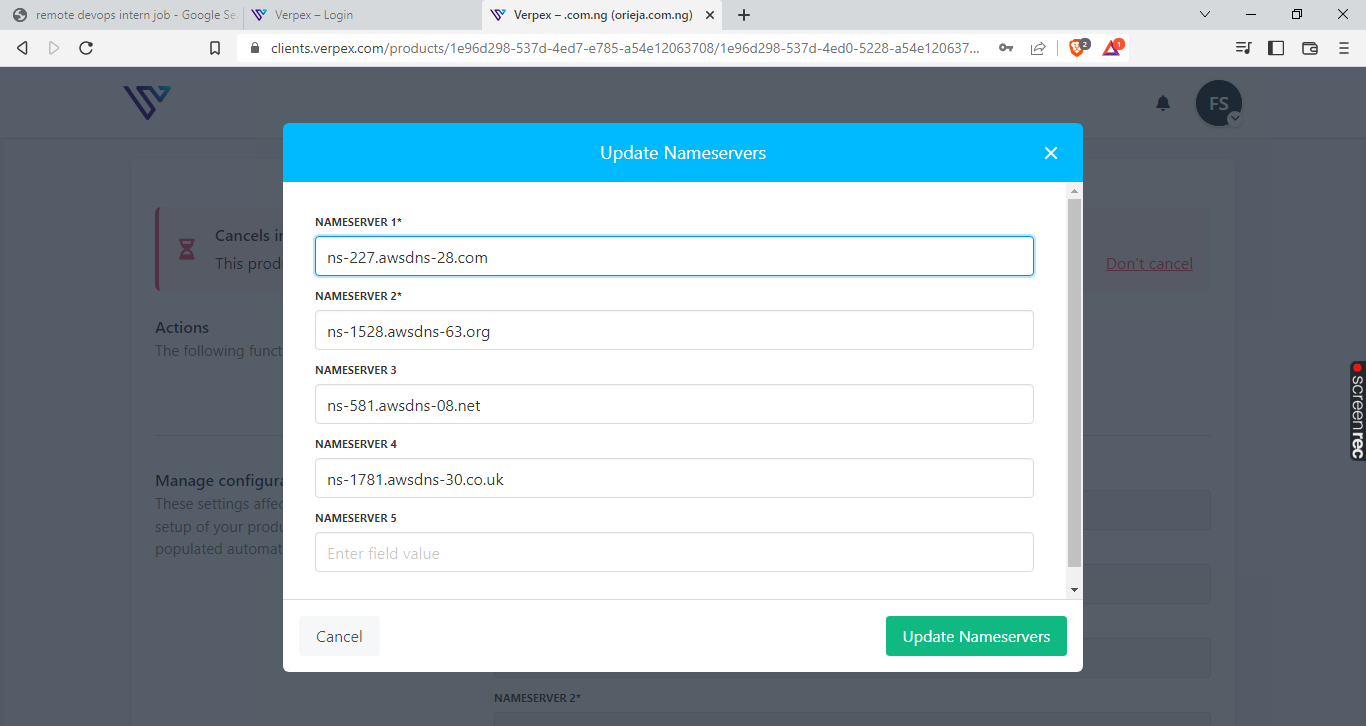 remote devops intern job - Google Se
Verpex – Login
Verpex – .com.ng (orieja.com.ng)
clients.verpex.com/products/1e96d298-537d-4ed7-e785-a54e12063708/1e96d298-537d-4ed0-5228-a54e120637...
2
1
FS
Update Nameservers
Cancels in
This prod
Don't cancel
Actions
The following funct
Manage configura
These settings affec
setup of your produ
populated automat
NAMESERVER 1*
ns-227.awsdns-28.com
NAMESERVER 2*
ns-1528.awsdns-63.org
NAMESERVER 3
ns-581.awsdns-08.net
NAMESERVER 4
ns-1781.awsdns-30.co.uk
NAMESERVER 5
Enter field value
Cancel
Update Nameservers
NAMESERVER 2*
screenrec